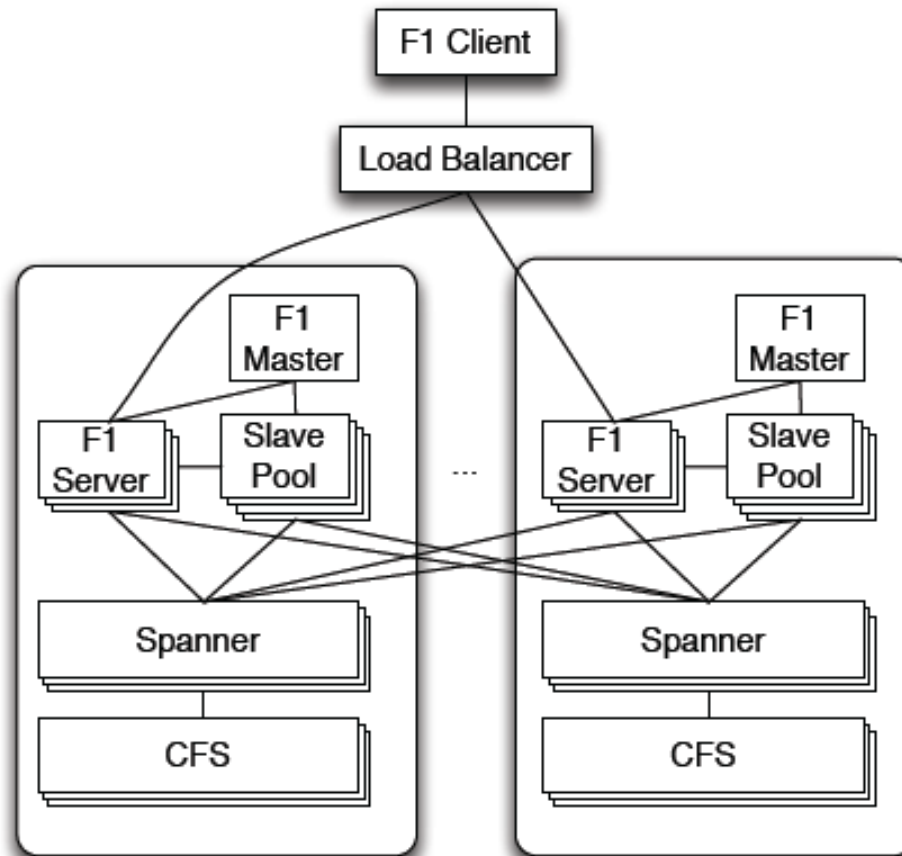 F1 Client
Load Balancer
F1
Master
F1
Server
Slave
Pool
Spanner
CFS
...
F1
Master
F1
Server
Slave
Pool
Spanner
CFS